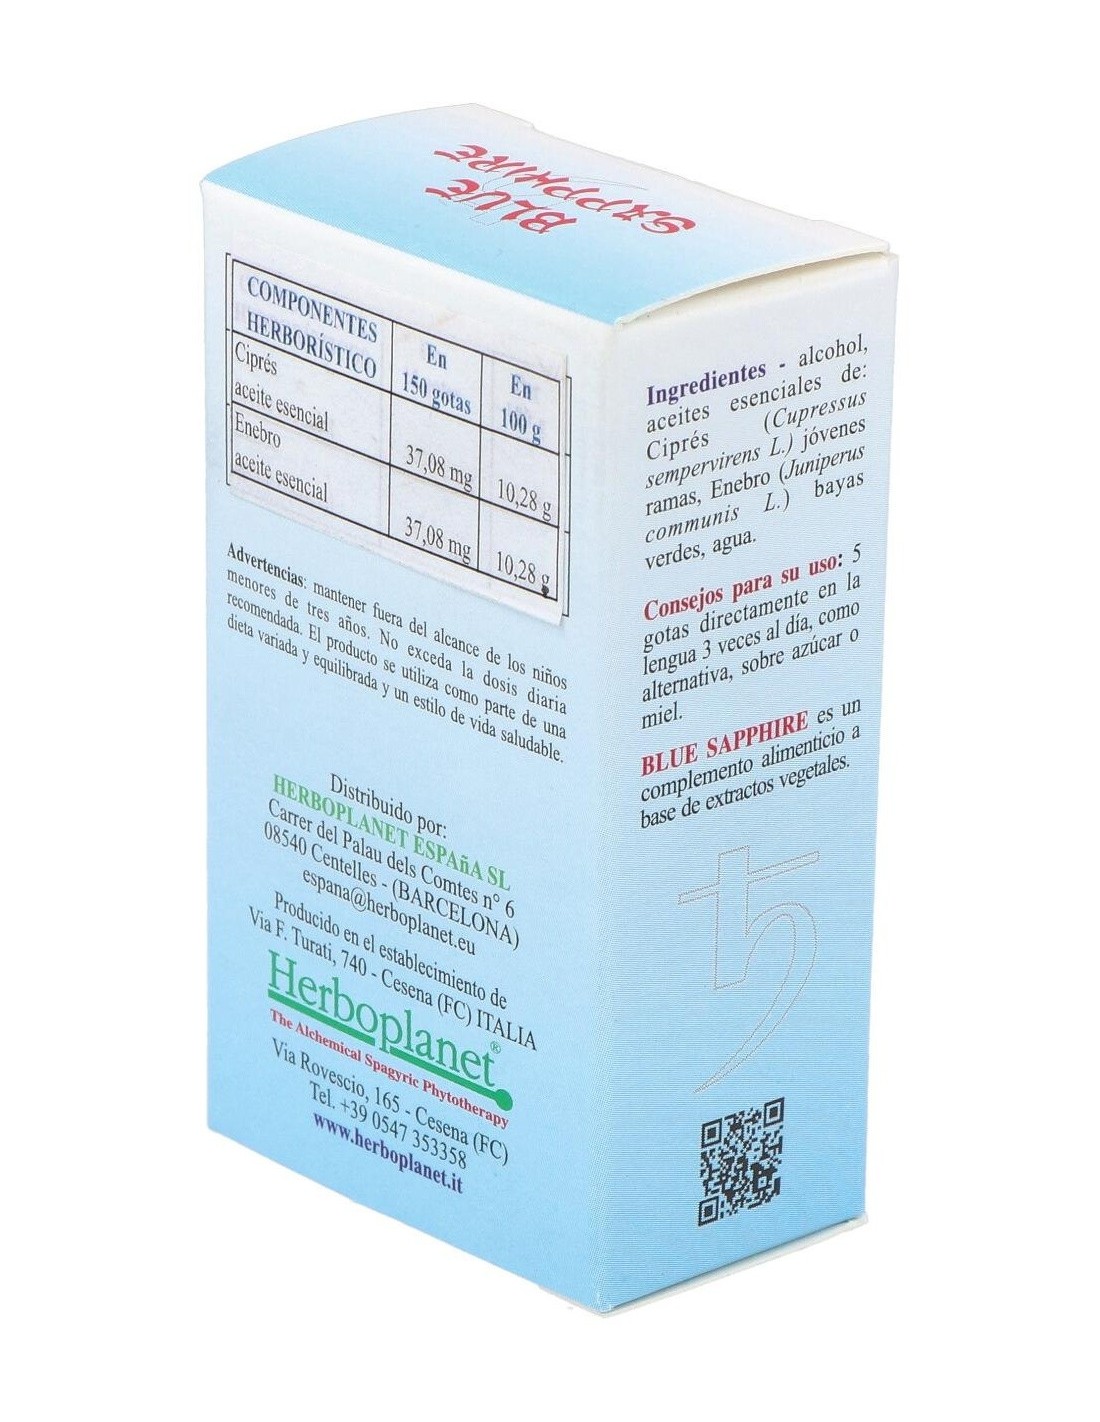 BLUE
SAPPHIRE
COMPONENTES
HERBORÍSTICO
En
150 gotas
En
100 g
Ciprés
aceite esencial
37,08 mg
10,28 g
Enebro
aceite esencial
37,08 mg
10,28 g
Advertencias: mantener fuera del alcance de los niños
menores de tres años. No exceda la dosis diaria
recomendada. El producto se utiliza como parte de una
dieta variada y equilibrada y un estilo de vida saludable.
Distribuido por:
HERBOPLANET ESPAñA SL
Carrer del Palau dels Comtes n° 6
08540 Centelles - (BARCELONA)
espana@herboplanet.eu
Producido en el establecimiento de
Via F. Turati, 740 - Cesena (FC) ITALIA
Herboplanet®
The Alchemical Spagyric Phytotherapy
Via Rovescio, 165 - Cesena (FC)
Tel. +39 0547 353358
www.herboplanet.it
Ingredientes - alcohol,
aceites esenciales de:
Ciprés (Cupressus
sempervirens L.) jóvenes
ramas, Enebro (Juniperus
communis L.) bayas
verdes, agua.
Consejos para su uso: 5
gotas directamente en la
lengua 3 veces al día, como
alternativa, sobre azúcar o
miel.
BLUE SAPPHIRE es un
complemento alimenticio a
base de extractos vegetales.